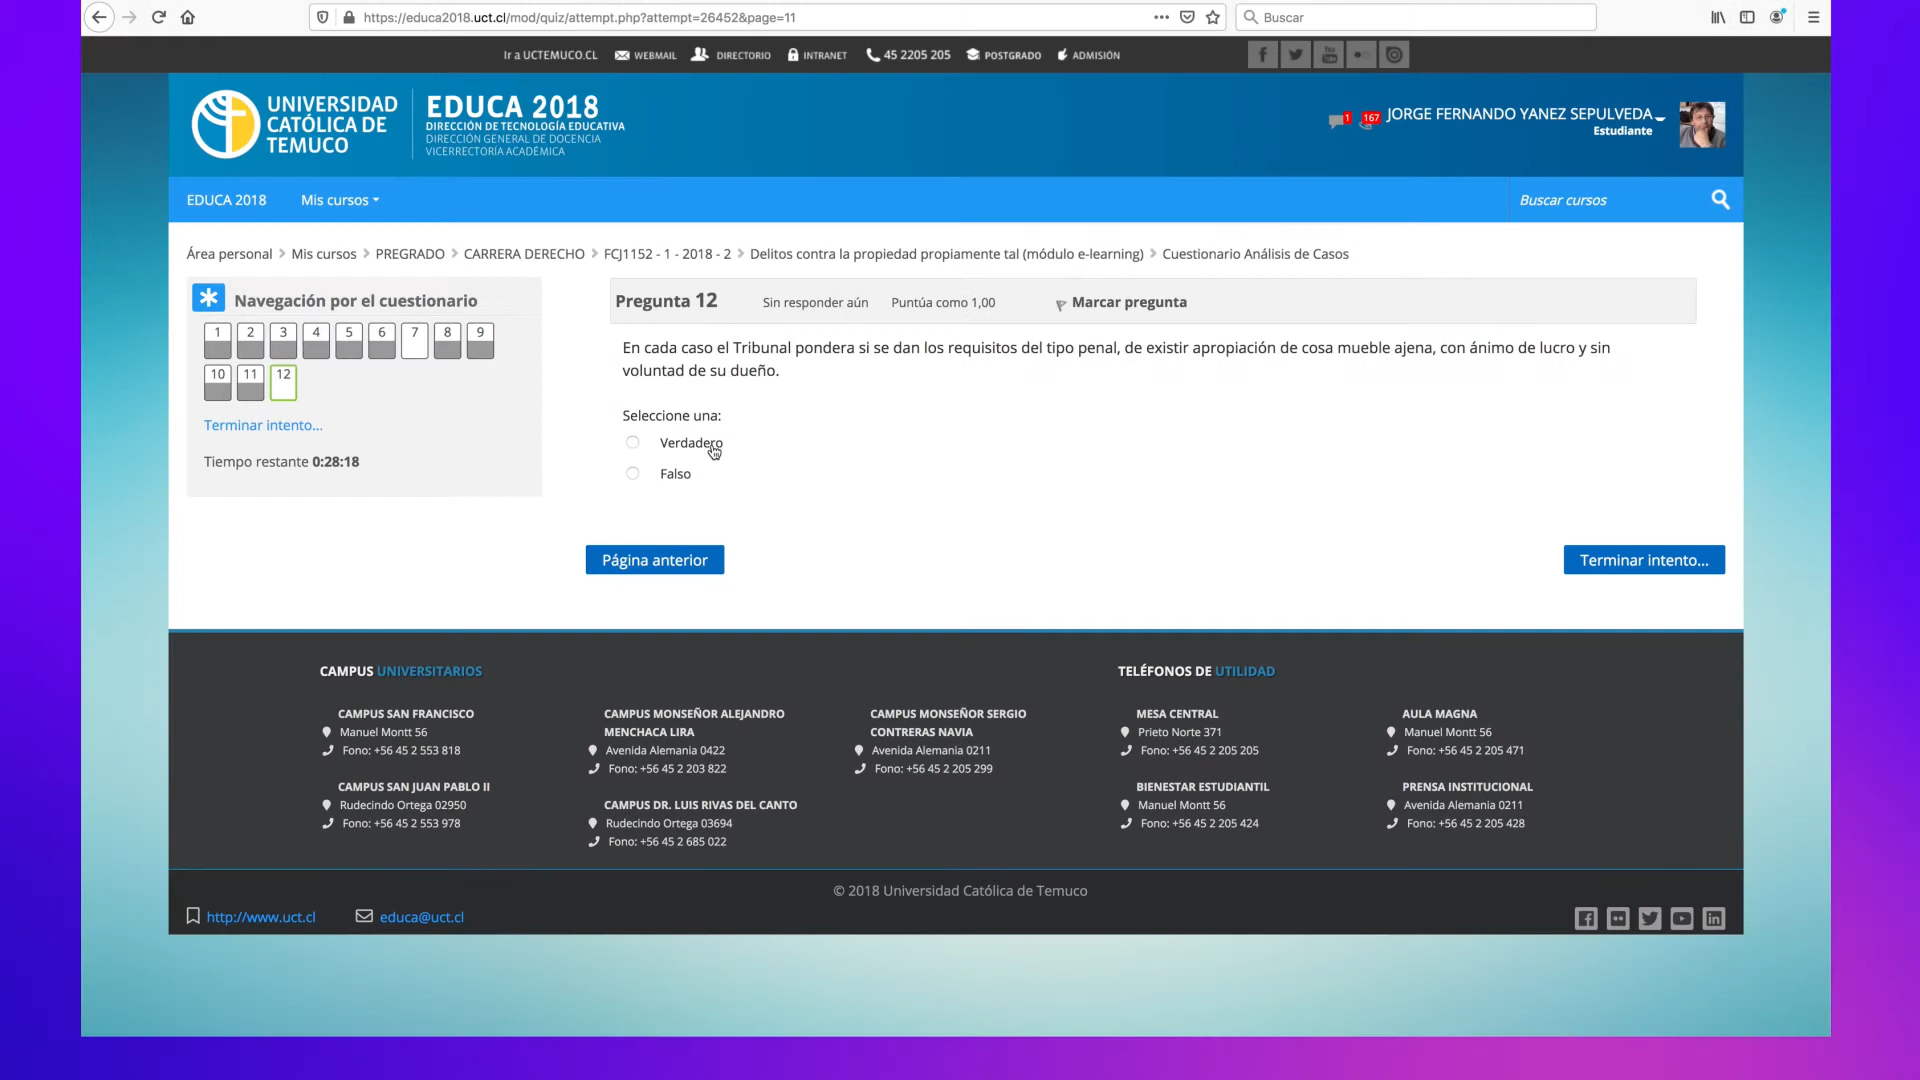 https://educa2018.uct.cl/mod/quiz/attempt.php?attempt=26452&page=11
Buscar
Ir a UCTEMUCO.CL
WEBMAIL
DIRECTORIO
INTRANET
45 2205 205
POSTGRADO
ADMISIÓN
UNIVERSIDAD
CATÓLICA DE
TEMUCO
EDUCA 2018
DIRECCIÓN DE TECNOLOGÍA EDUCATIVA
DIRECCIÓN GENERAL DE DOCENCIA
VICERRECTORÍA ACADÉMICA
1
167
JORGE FERNANDO YANEZ SEPULVEDA
Estudiante
EDUCA 2018
Mis cursos
Buscar cursos
Área personal > Mis cursos > PREGRADO > CARRERA DERECHO > FCJ1152 - 1 - 2018 - 2 > Delitos contra la propiedad propiamente tal (módulo e-learning) > Cuestionario Análisis de Casos
Navegación por el cuestionario
1 2 3 4 5 6 7 8 9
10 11 12
Terminar intento...
Tiempo restante 0:28:18
Pregunta 12
Sin responder aún
Puntúa como 1,00
Marcar pregunta
En cada caso el Tribunal pondera si se dan los requisitos del tipo penal, de existir apropiación de cosa mueble ajena, con ánimo de lucro y sin
voluntad de su dueño.
Seleccione una:
Verdadero
Falso
Página anterior
Terminar intento...
CAMPUS UNIVERSITARIOS
CAMPUS SAN FRANCISCO
Manuel Montt 56
Fono: +56 45 2 553 818
CAMPUS SAN JUAN PABLO II
Rudecindo Ortega 02950
Fono: +56 45 2 553 978
CAMPUS MONSEÑOR ALEJANDRO
MENCHACA LIRA
Avenida Alemania 0422
Fono: +56 45 2 203 822
CAMPUS DR. LUIS RIVAS DEL CANTO
Rudecindo Ortega 03694
Fono: +56 45 2 685 022
CAMPUS MONSEÑOR SERGIO
CONTRERAS NAVIA
Avenida Alemania 0211
Fono: +56 45 2 205 299
TELÉFONOS DE UTILIDAD
MESA CENTRAL
Prieto Norte 371
Fono: +56 45 2 205 205
BIENESTAR ESTUDIANTIL
Manuel Montt 56
Fono: +56 45 2 205 424
AULA MAGNA
Manuel Montt 56
Fono: +56 45 2 205 471
PRENSA INSTITUCIONAL
Avenida Alemania 0211
Fono: +56 45 2 205 428
© 2018 Universidad Católica de Temuco
http://www.uct.cl
educa@uct.cl